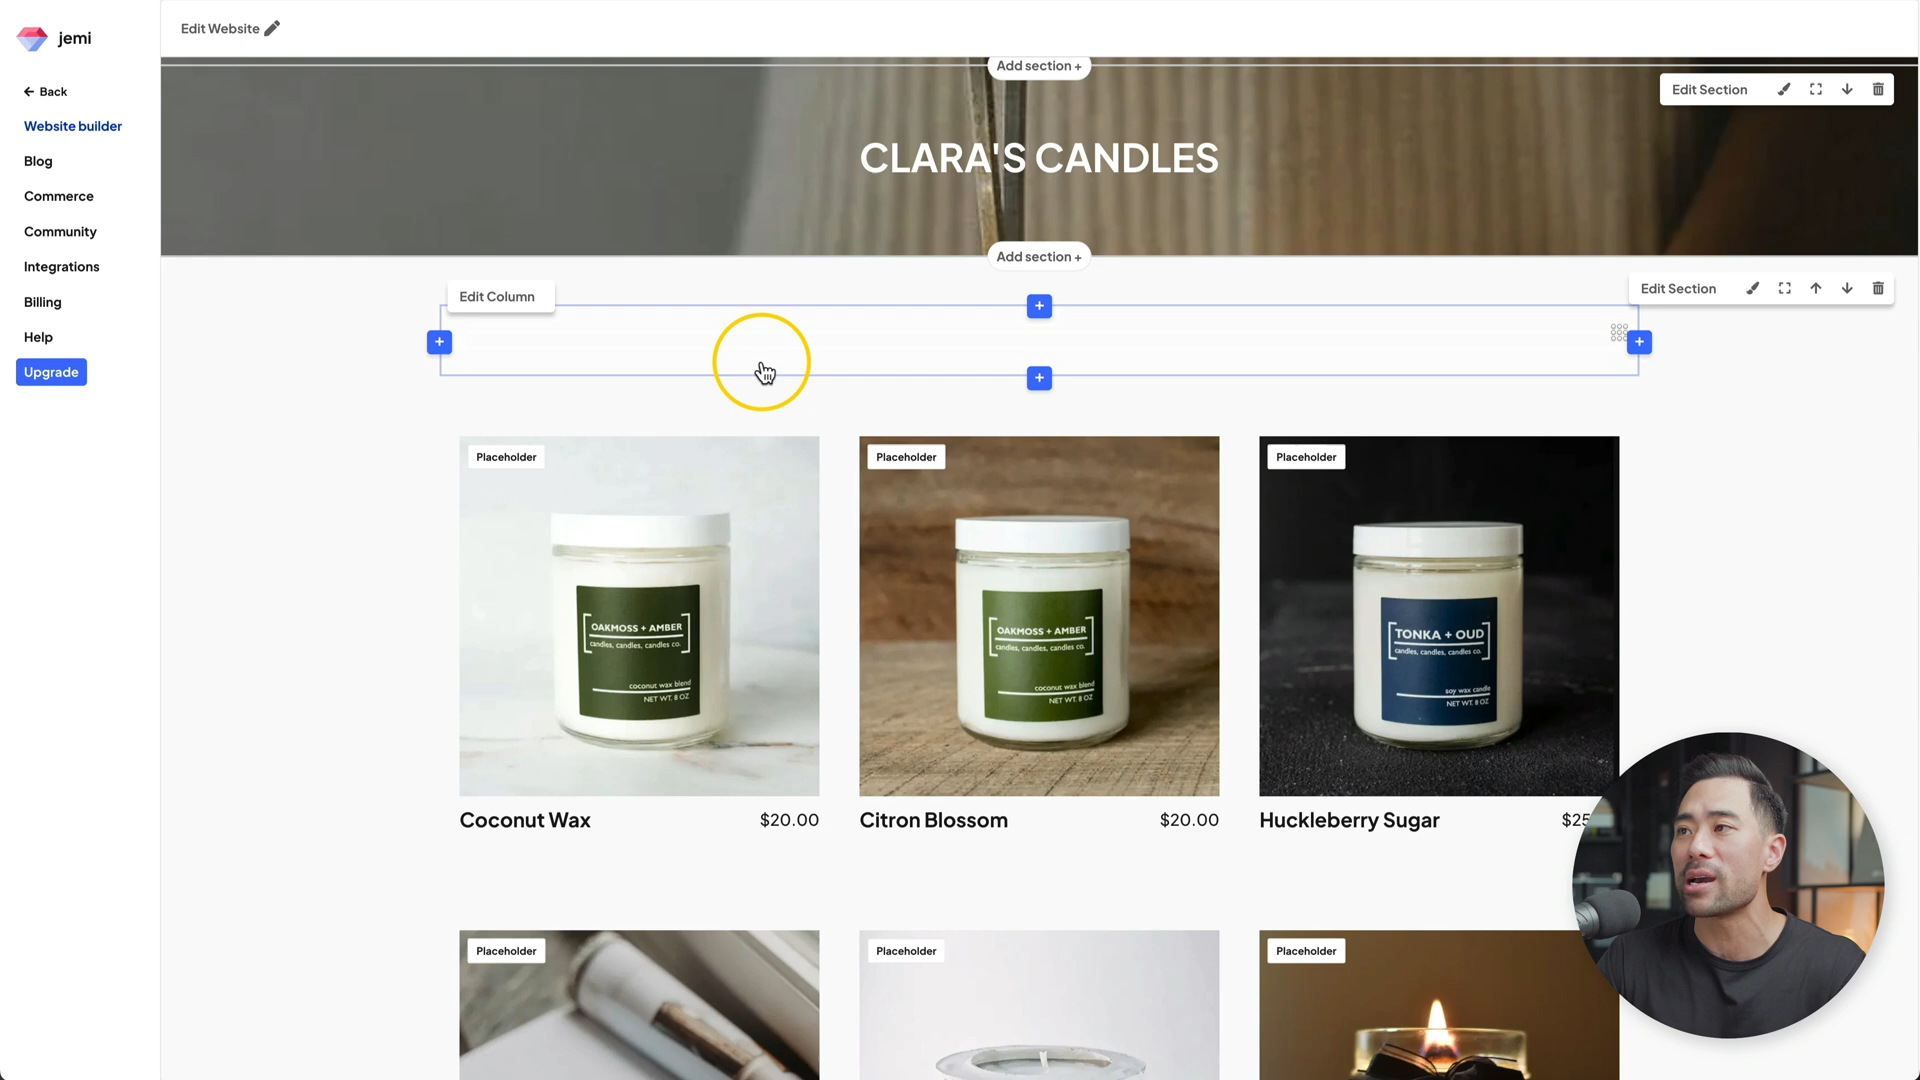 jemi
Edit Website
Add section +
Back
Website builder
Blog
Commerce
Community
Integrations
Billing
Help
Upgrade
Edit Section
CLARA'S CANDLES
Add section +
Edit Column
Edit Section
Placeholder
Placeholder
Placeholder
OAKMOSS + AMBER
candles, candles, candles co.
coconut wax blend
NET WT. 8 OZ
OAKMOSS + AMBER
candles, candles, candles co.
coconut wax blend
NET WT. 8 OZ
TONKA + OUD
candles, candles, candles co.
soy wax candle
NET WT. 8 OZ
Coconut Wax
$20.00
Citron Blossom
$20.00
Huckleberry Sugar
$25
Placeholder
Placeholder
Placeholder